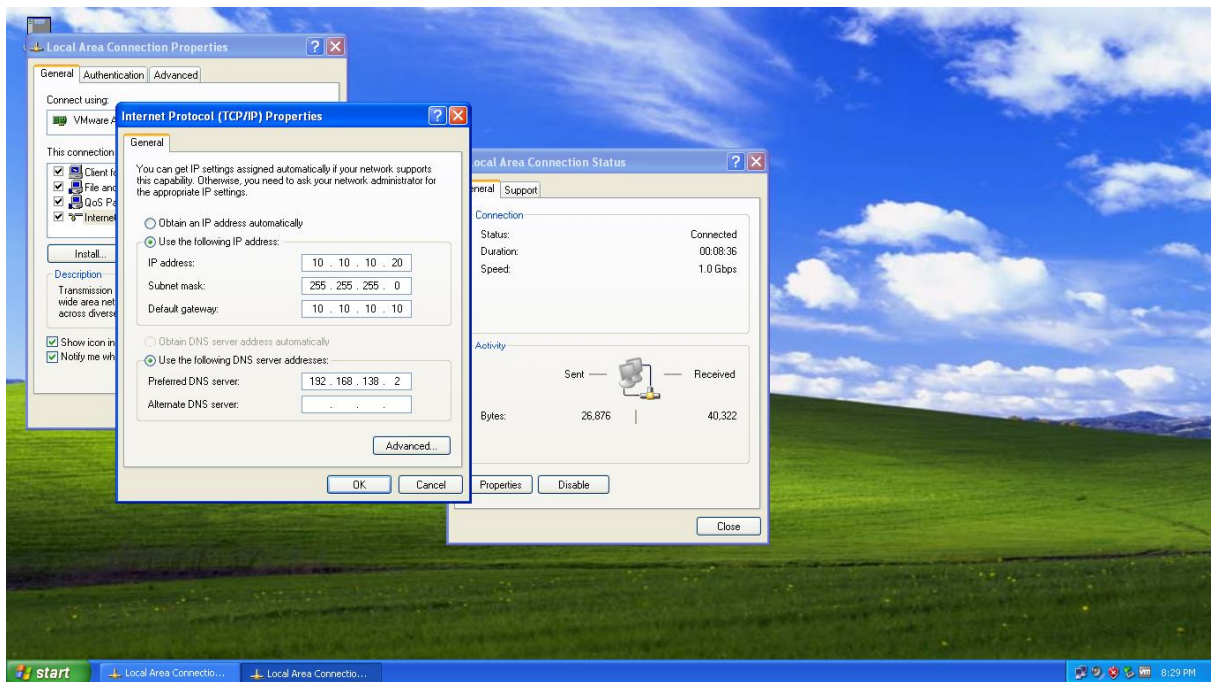 Local Area Connection Properties
General Authentication Advanced
Connect using:
VMware A
This connection
Client fo
File and
QoS Pa
Internet
Install...
Description
Transmission
wide area net
across diverse
Show icon in
Notify me wh
Internet Protocol (TCP/IP) Properties
General
You can get IP settings assigned automatically if your network supports
this capability. Otherwise, you need to ask your network administrator for
the appropriate IP settings.
Obtain an IP address automatically
Use the following IP address:
IP address: 10 . 10 . 10 . 20
Subnet mask: 255 . 255 . 255 . 0
Default gateway: 10 . 10 . 10 . 10
Obtain DNS server address automatically
Use the following DNS server addresses:
Preferred DNS server: 192 . 168 . 138 . 2
Alternate DNS server: . . .
Advanced...
OK Cancel
ocal Area Connection Status
eneral Support
Connection
Status: Connected
Duration: 00:08:36
Speed: 1.0 Gbps
Activity
Sent — — Received
Bytes: 26,876 | 40,322
Properties Disable
Close
start Local Area Connectio... Local Area Connectio... 8:29 PM